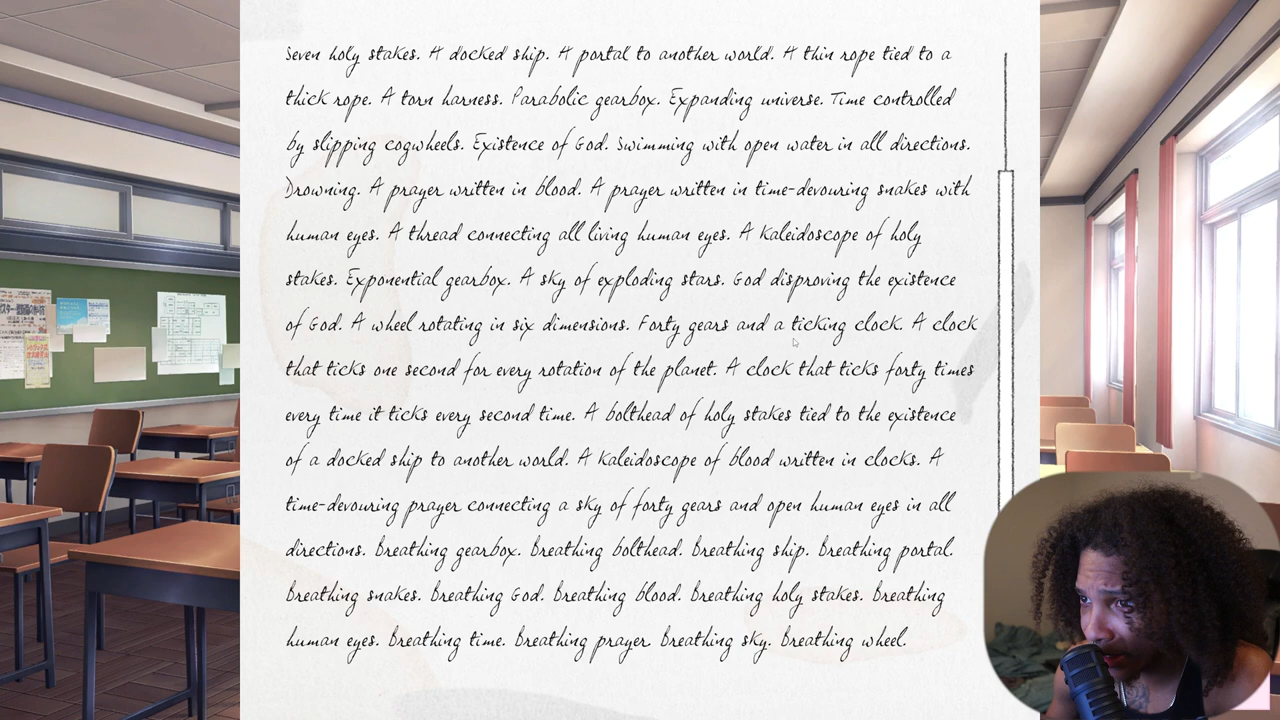 Seven holy stakes. A docked ship. A portal to another world. A thin rope tied to a
thick rope. A torn harness. Parabolic gearbox. Expanding universe. Time controlled
by slipping cogwheels. Existence of God. Swimming with open water in all directions.
Drowning. A prayer written in blood. A prayer written in time-devouring snakes with
human eyes. A thread connecting all living human eyes. A kaleidoscope of holy
stakes. Exponential gearbox. A sky of exploding stars. God disproving the existence
of God. A wheel rotating in six dimensions. Forty gears and a ticking clock. A clock
that ticks one second for every rotation of the planet. A clock that ticks forty times
every time it ticks every second time. A bolthead of holy stakes tied to the existence
of a docked ship to another world. A kaleidoscope of blood written in clocks. A
time-devouring prayer connecting a sky of forty gears and open human eyes in all
directions. Breathing gearbox. Breathing bolthead. Breathing ship. Breathing portal.
Breathing snakes. Breathing God. Breathing blood. Breathing holy stakes. Breathing
human eyes. Breathing time. Breathing prayer. Breathing sky. Breathing wheel.